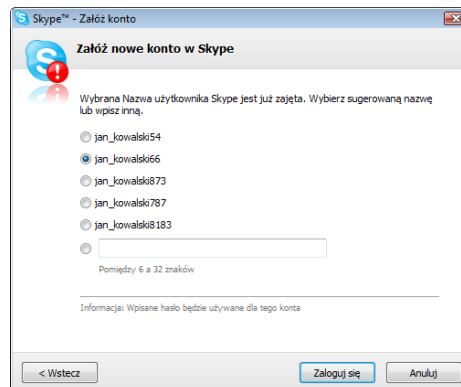 Skype™ - Załóż konto
Załóż nowe konto w Skype
Wybrana Nazwa użytkownika Skype jest już zajęta. Wybierz sugerowaną nazwę
lub wpisz inną.
jan_kowalski54
jan_kowalski66
jan_kowalski873
jan_kowalski787
jan_kowalski8183
Pomiędzy 6 a 32 znaków
Informacja: Wpisane hasło będzie używane dla tego konta
< Wstecz
Zaloguj się
Anuluj